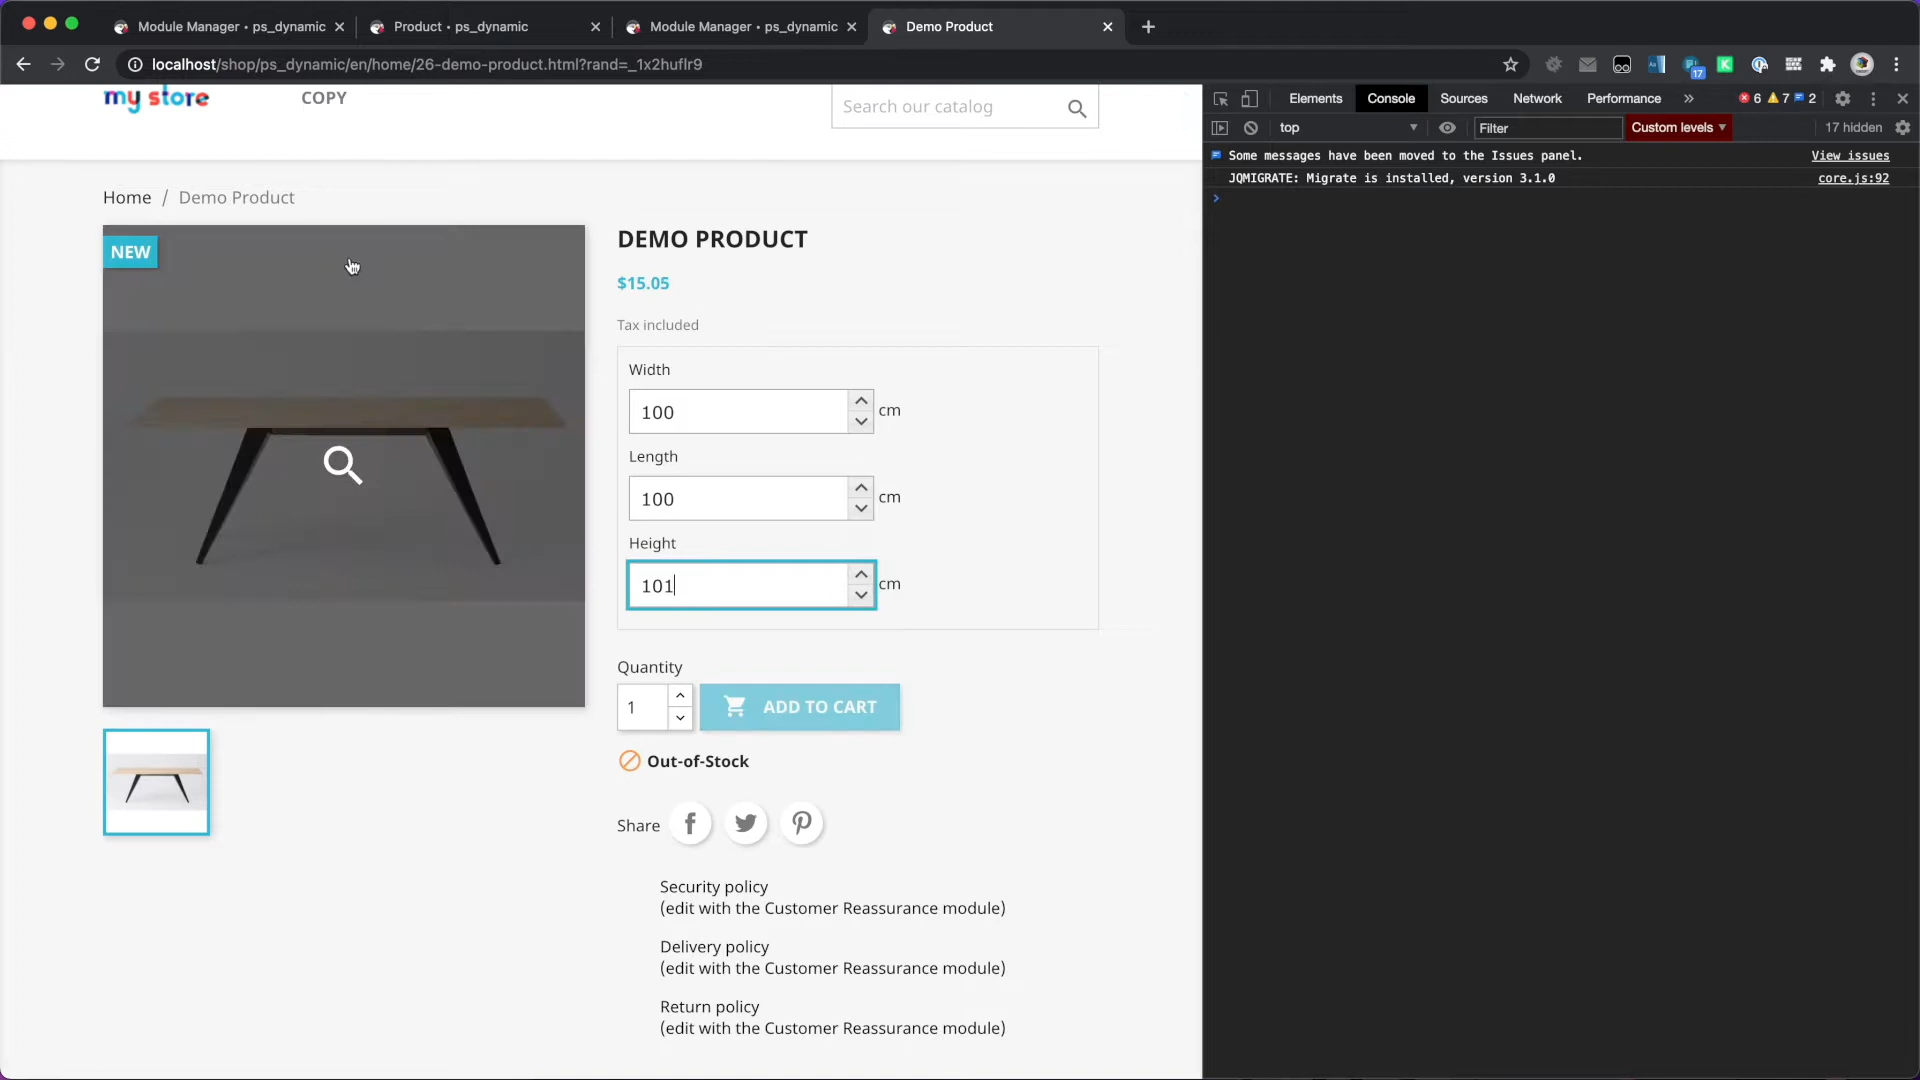 Module Manager • ps_dynamic
Product • ps_dynamic
Module Manager • ps_dynamic
Demo Product
localhost/shop/ps_dynamic/en/home/26-demo-product.html?rand=_1x2huflr9
17
my store
COPY
Search our catalog
Home / Demo Product
NEW
DEMO PRODUCT
$15.05
Tax included
Width
100 cm
Length
100 cm
Height
101 cm
Quantity
1
ADD TO CART
Out-of-Stock
Share
Security policy
(edit with the Customer Reassurance module)
Delivery policy
(edit with the Customer Reassurance module)
Return policy
(edit with the Customer Reassurance module)
Elements Console Sources Network Performance » 6 7 2
top Filter Custom levels 17 hidden
Some messages have been moved to the Issues panel. View issues
JQMIGRATE: Migrate is installed, version 3.1.0 core.js:92